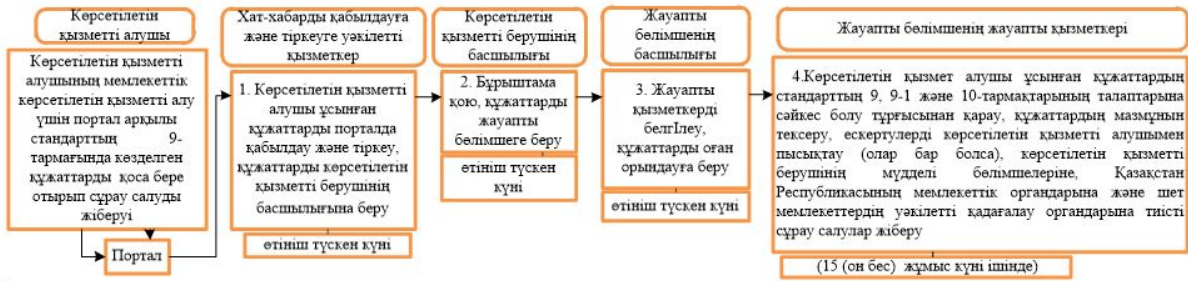 Көрсетілетін
қызметті алушы
Көрсетілетін қызметті
алушының мемлекеттік
көрсетілетін қызметті алу
үшін портал арқылы
стандарттың 9-
тармағында көзделген
құжаттарды қоса бере
отырып сұрау салуды
жіберуі
Портал
Хат-хабарды қабылдауға
және тіркеуге уәкілетті
қызметкер
1. Көрсетілетін қызметті
алушы ұсынған
құжаттарды порталда
қабылдау және тіркеу,
құжаттарды көрсетілетін
қызметті берушінің
басшылығына беру
өтініш түскен күні
Көрсетілетін
қызметті берушінің
басшылығы
2. Бұрыштама
қою, құжаттарды
жауапты
бөлімшеге беру
өтініш түскен
күні
Жауапты
бөлімшенің
басшылығы
3. Жауапты
қызметкерді
белгІлеу,
құжаттарды оған
орындауға беру
өтініш түскен күні
Жауапты бөлімшенің жауапты қызметкері
4.Көрсетілетін қызмет алушы ұсынған құжаттардың
стандарттың 9, 9-1 және 10-тармақтарының талаптарына
сәйкес болу тұрғысынан қарау, құжаттардың мазмұнын
тексеру, ескертулерді көрсетілетін қызметті алушымен
пысықтау (олар бар болса), көрсетілетін қызметті
берушінің мүдделі бөлімшелеріне, Қазақстан
Республикасының мемлекеттік органдарына және шет
мемлекеттердің уәкілетті қадағалау органдарына тиісті
сұрау салулар жіберу
(15 (он бес) жұмыс күні ішінде)